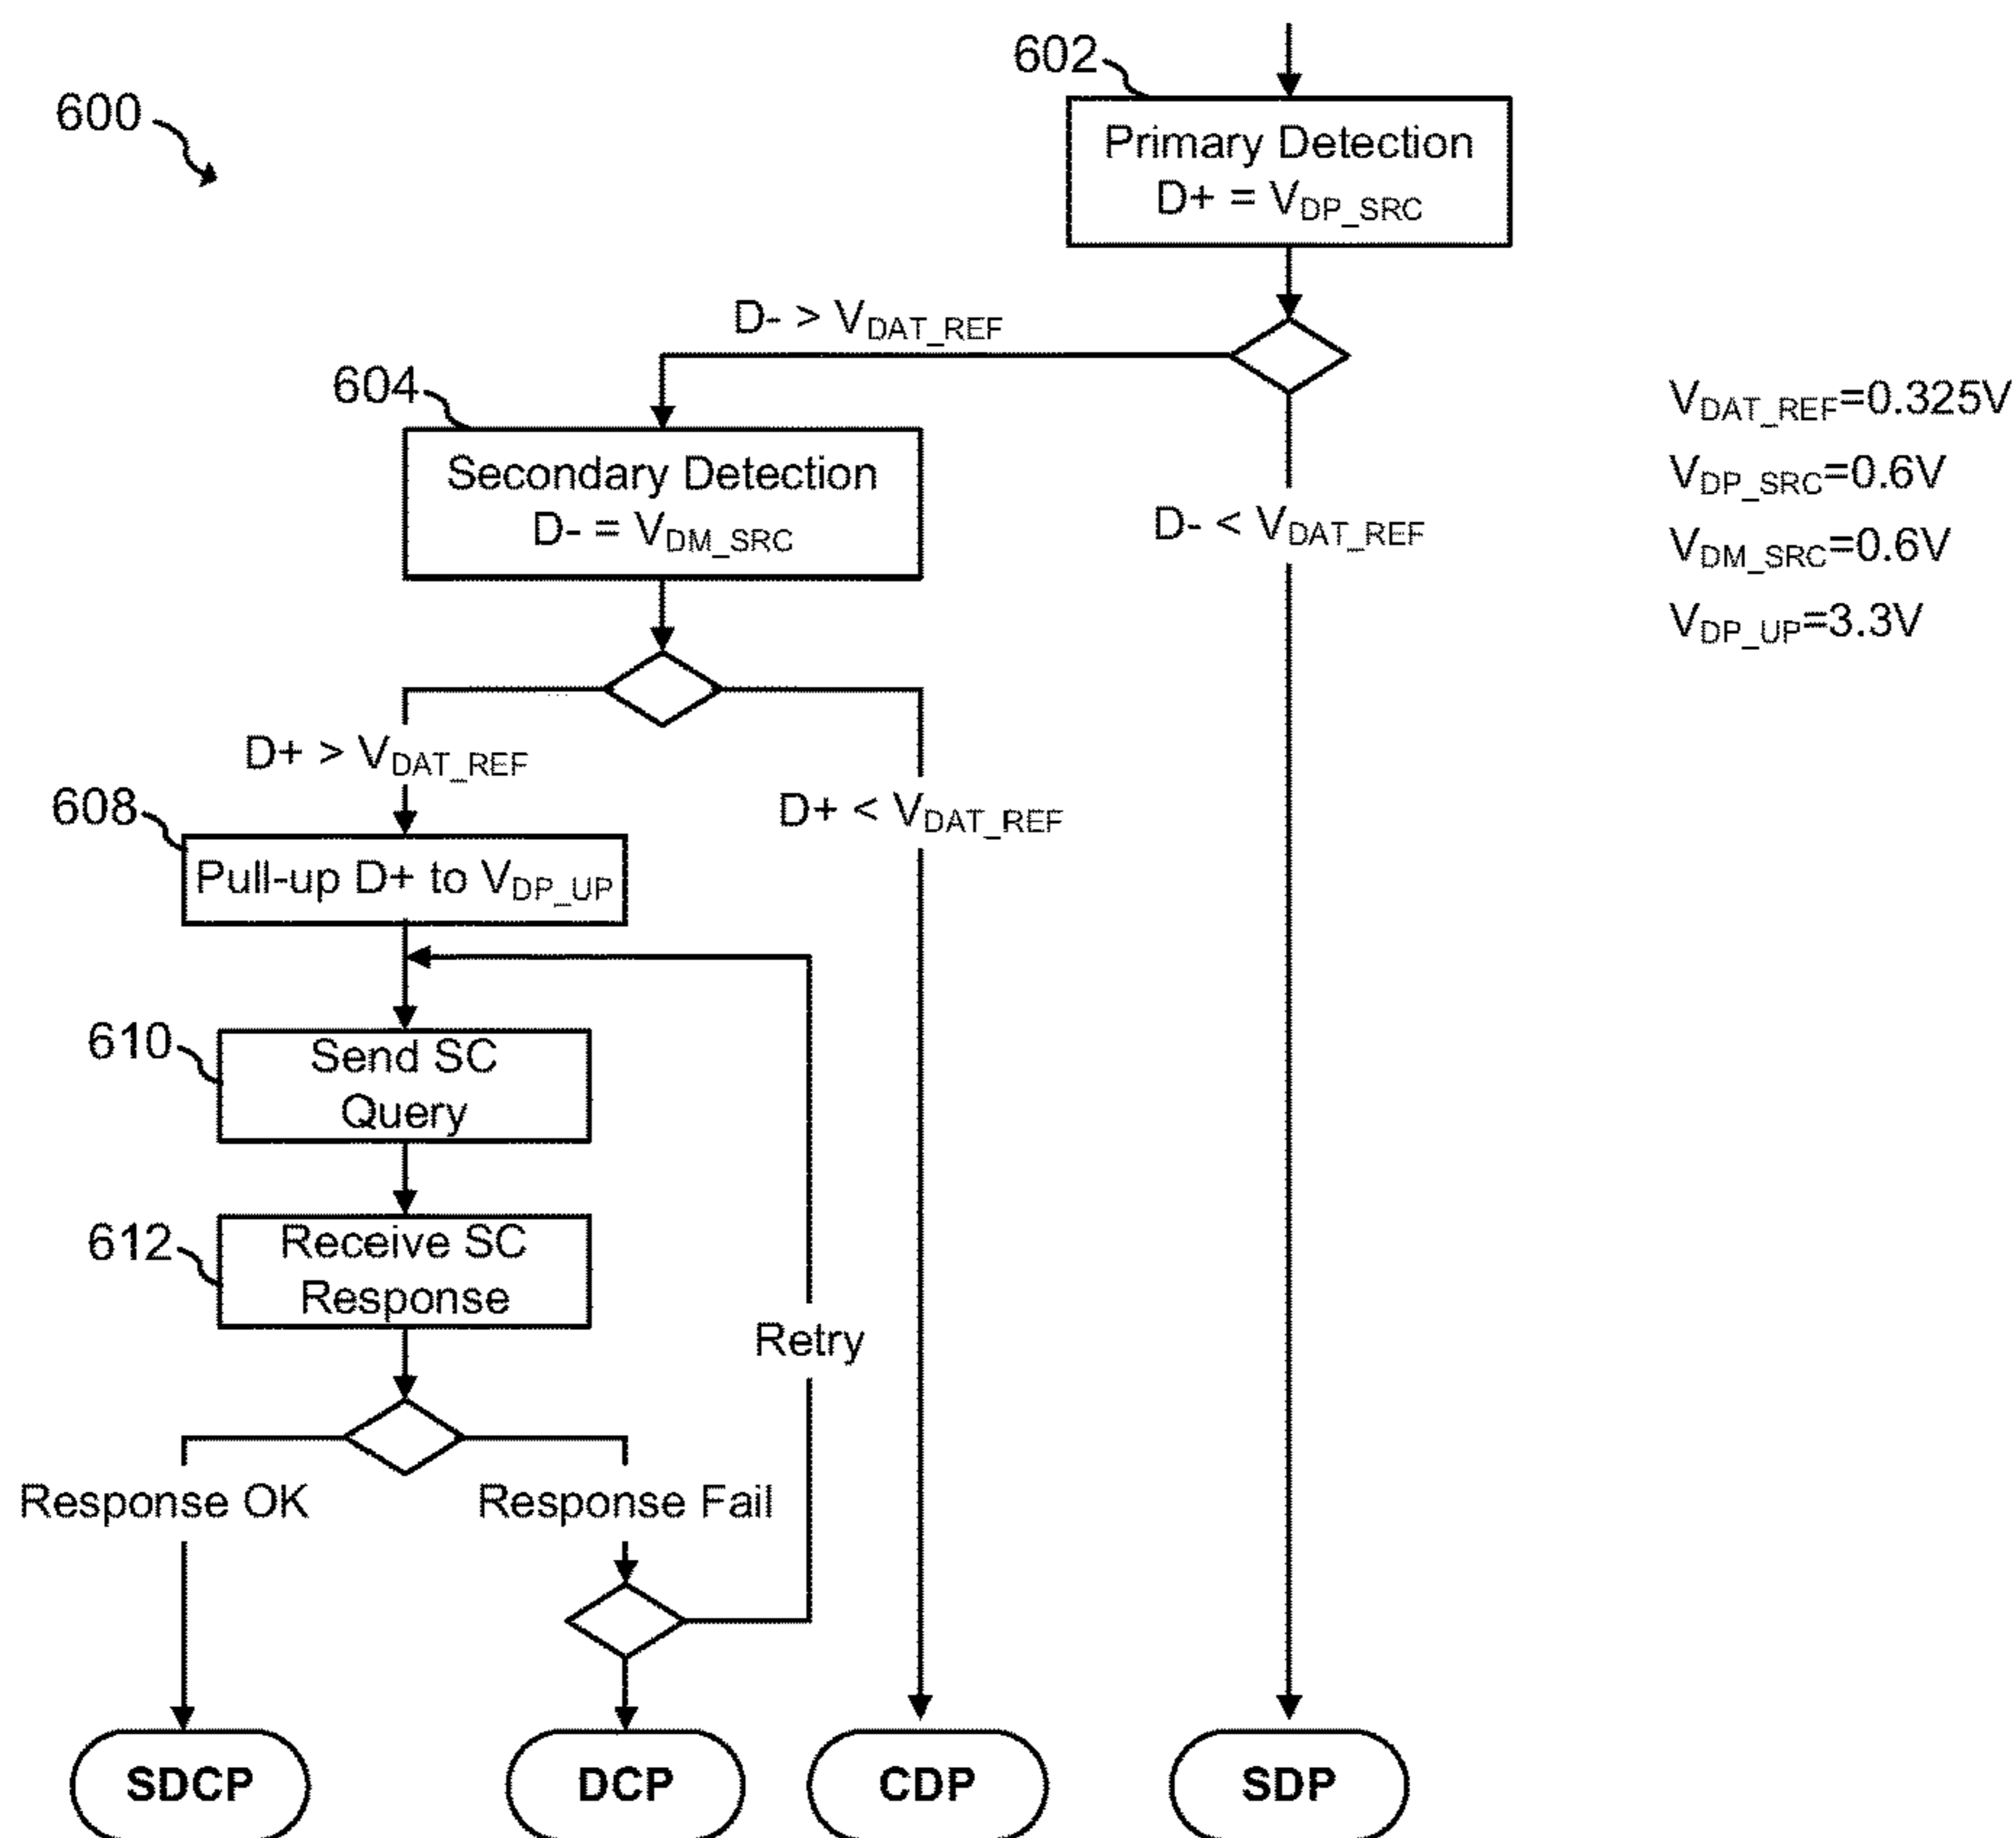 600
602
Primary Detection
D+ = VDP_SRC
D- > VDAT_REF
604
Secondary Detection
D- = VDM_SRC
D- < VDAT_REF
VDAT_REF=0.325V
VDP_SRC=0.6V
VDM_SRC=0.6V
VDP_UP=3.3V
D+ > VDAT_REF
D+ < VDAT_REF
608
Pull-up D+ to VDP_UP
610
Send SC
Query
612
Receive SC
Response
Retry
Response OK
Response Fail
SDCP
DCP
CDP
SDP